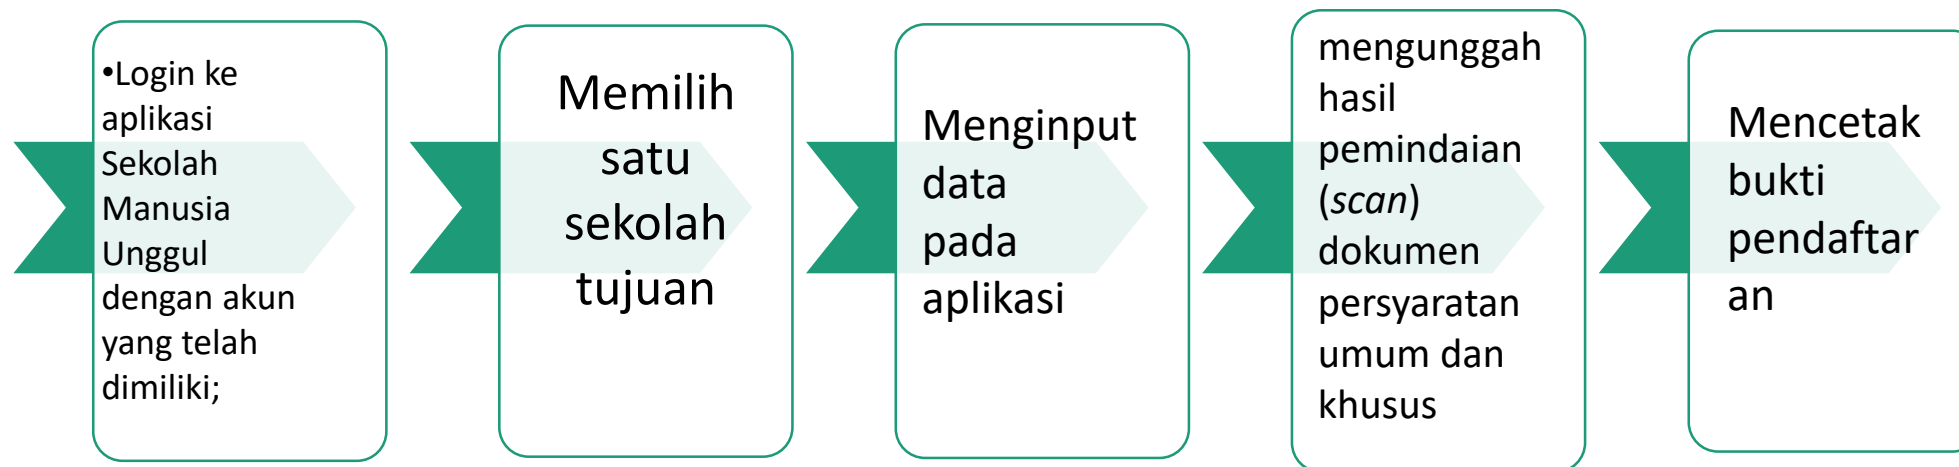 •Login ke
aplikasi
Sekolah
Manusia
Unggul
dengan akun
yang telah
dimiliki;
Memilih
satu
sekolah
tujuan
Menginput
data
pada
aplikasi
mengunggah
hasil
pemindaian
(scan)
dokumen
persyaratan
umum dan
khusus
Mencetak
bukti
pendaftar
an